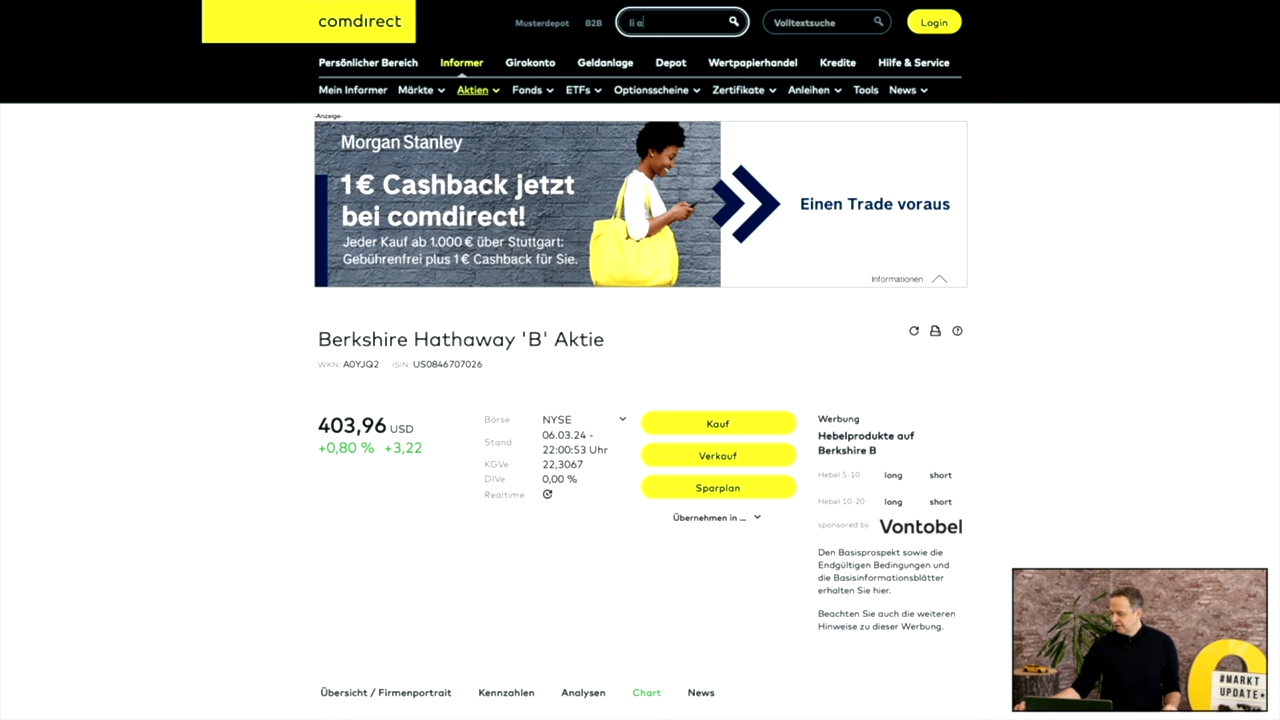 comdirect
Musterdepot B2B li a Volltextsuche Login
Persönlicher Bereich Informer Girokonto Geldanlage Depot Wertpapierhandel Kredite Hilfe & Service
Mein Informer Märkte Aktien Fonds ETFs Optionsscheine Zertifikate Anleihen Tools News
-Anzeige-
Morgan Stanley
1 € Cashback jetzt
bei comdirect!
Jeder Kauf ab 1.000 € über Stuttgart:
Gebührenfrei plus 1 € Cashback für Sie.
Einen Trade voraus
Informationen
Berkshire Hathaway 'B' Aktie
WKN: A0YJQ2 ISIN: US0846707026
403,96 USD
+0,80 % +3,22
Börse NYSE
Stand 06.03.24 -
22:00:53 Uhr
KGVe 22,3067
DIVe 0,00 %
Realtime
Kauf
Verkauf
Sparplan
Übernehmen in ...
Werbung
Hebelprodukte auf
Berkshire B
Hebel 5-10 long short
Hebel 10-20 long short
sponsored by Vontobel
Den Basisprospekt sowie die
Endgültigen Bedingungen und
die Basisinformationsblätter
erhalten Sie hier.
Beachten Sie auch die weiteren
Hinweise zu dieser Werbung.
Übersicht / Firmenportrait Kennzahlen Analysen Chart News
#MARKT
UPDATE+